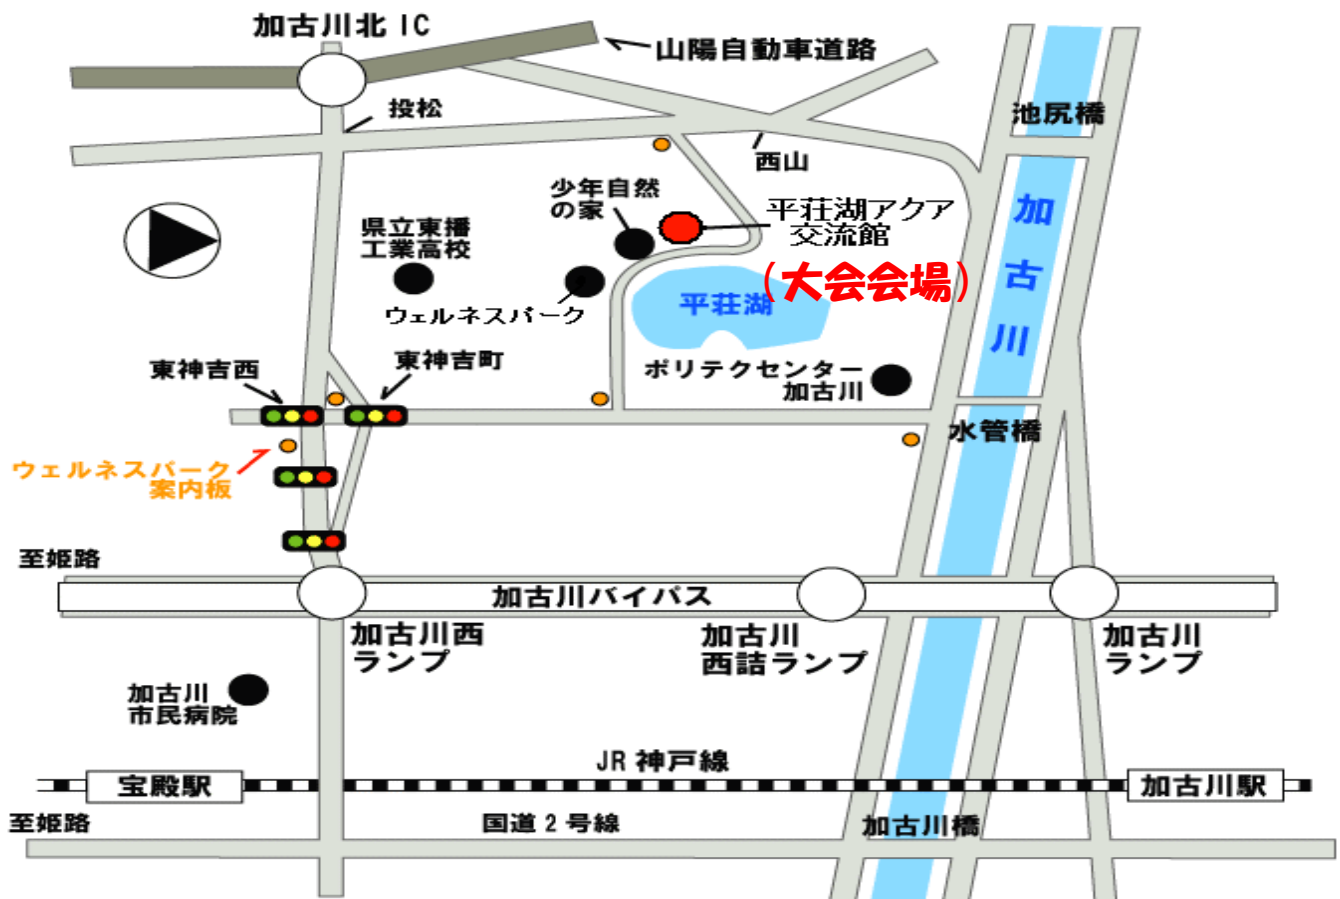 加古川北IC
山陽自動車道路
投松
池尻橋
西山
少年自然
の家
平荘湖アクア
交流館
(大会会場)
県立東播
工業高校
加古川
ウェルネスパーク
平荘湖
東神吉西
東神吉町
ポリテクセンター
加古川
水管橋
ウェルネスパーク
案内板
至姫路
加古川バイパス
加古川西
ランプ
加古川
西詰ランプ
加古川
ランプ
加古川
市民病院
JR神戸線
宝殿駅
加古川駅
至姫路
国道2号線
加古川橋